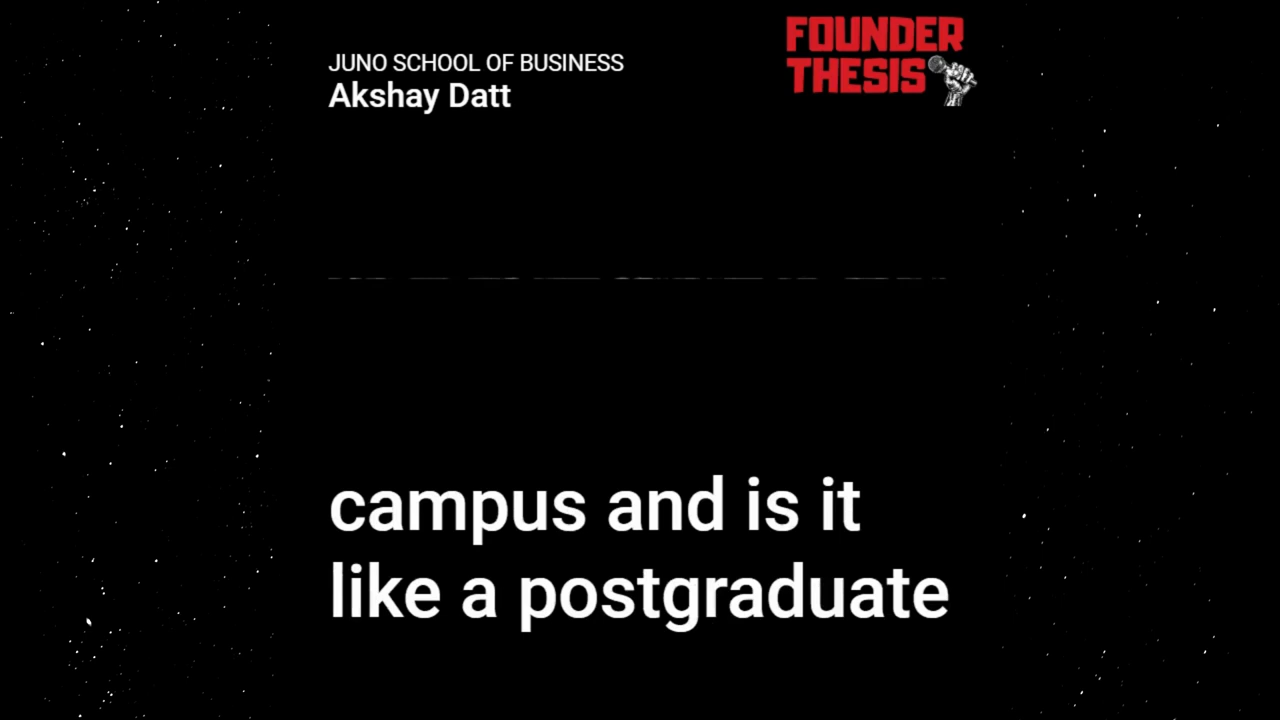 JUNO SCHOOL OF BUSINESS
Akshay Datt
FOUNDER
THESIS
campus and is it
like a postgraduate